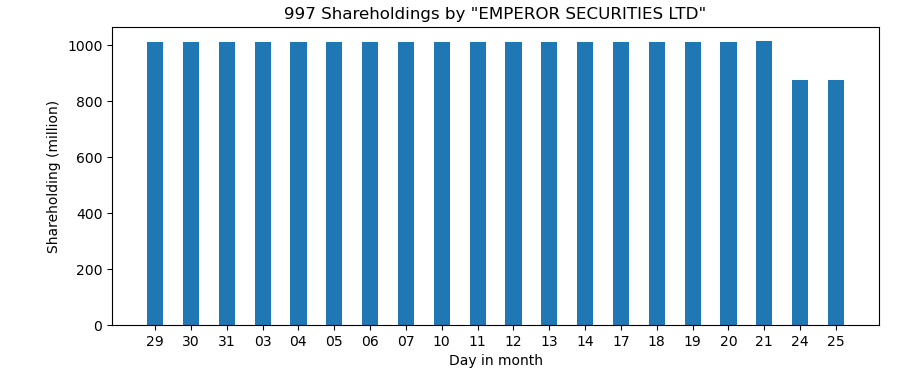 997 Shareholdings by "EMPEROR SECURITIES LTD"
1000
800
600
400
200
0
Shareholding (million)
29 30 31 03 04 05 06 07 10 11 12 13 14 17 18 19 20 21 24 25
Day in month